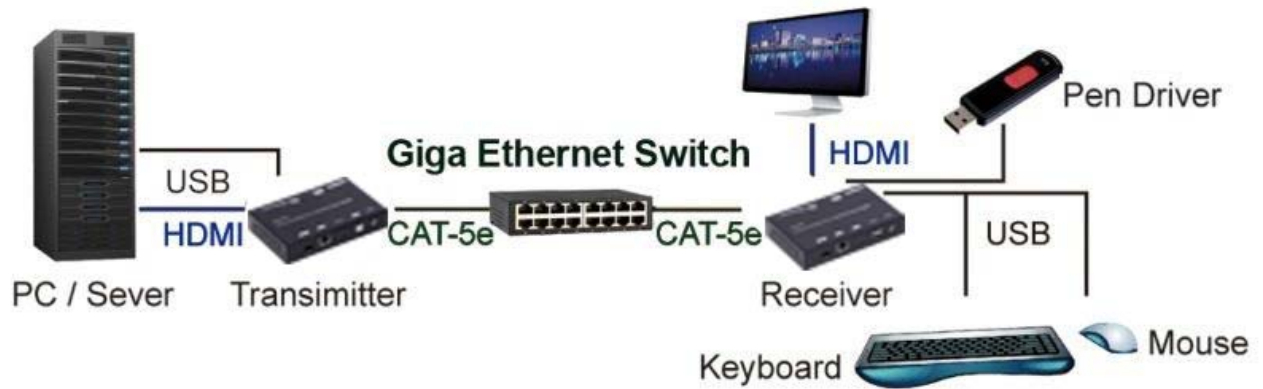 Pen Driver
Giga Ethernet Switch
HDMI
USB
HDMI
CAT-5e
CAT-5e
USB
PC / Sever
Transimitter
Receiver
Keyboard
Mouse